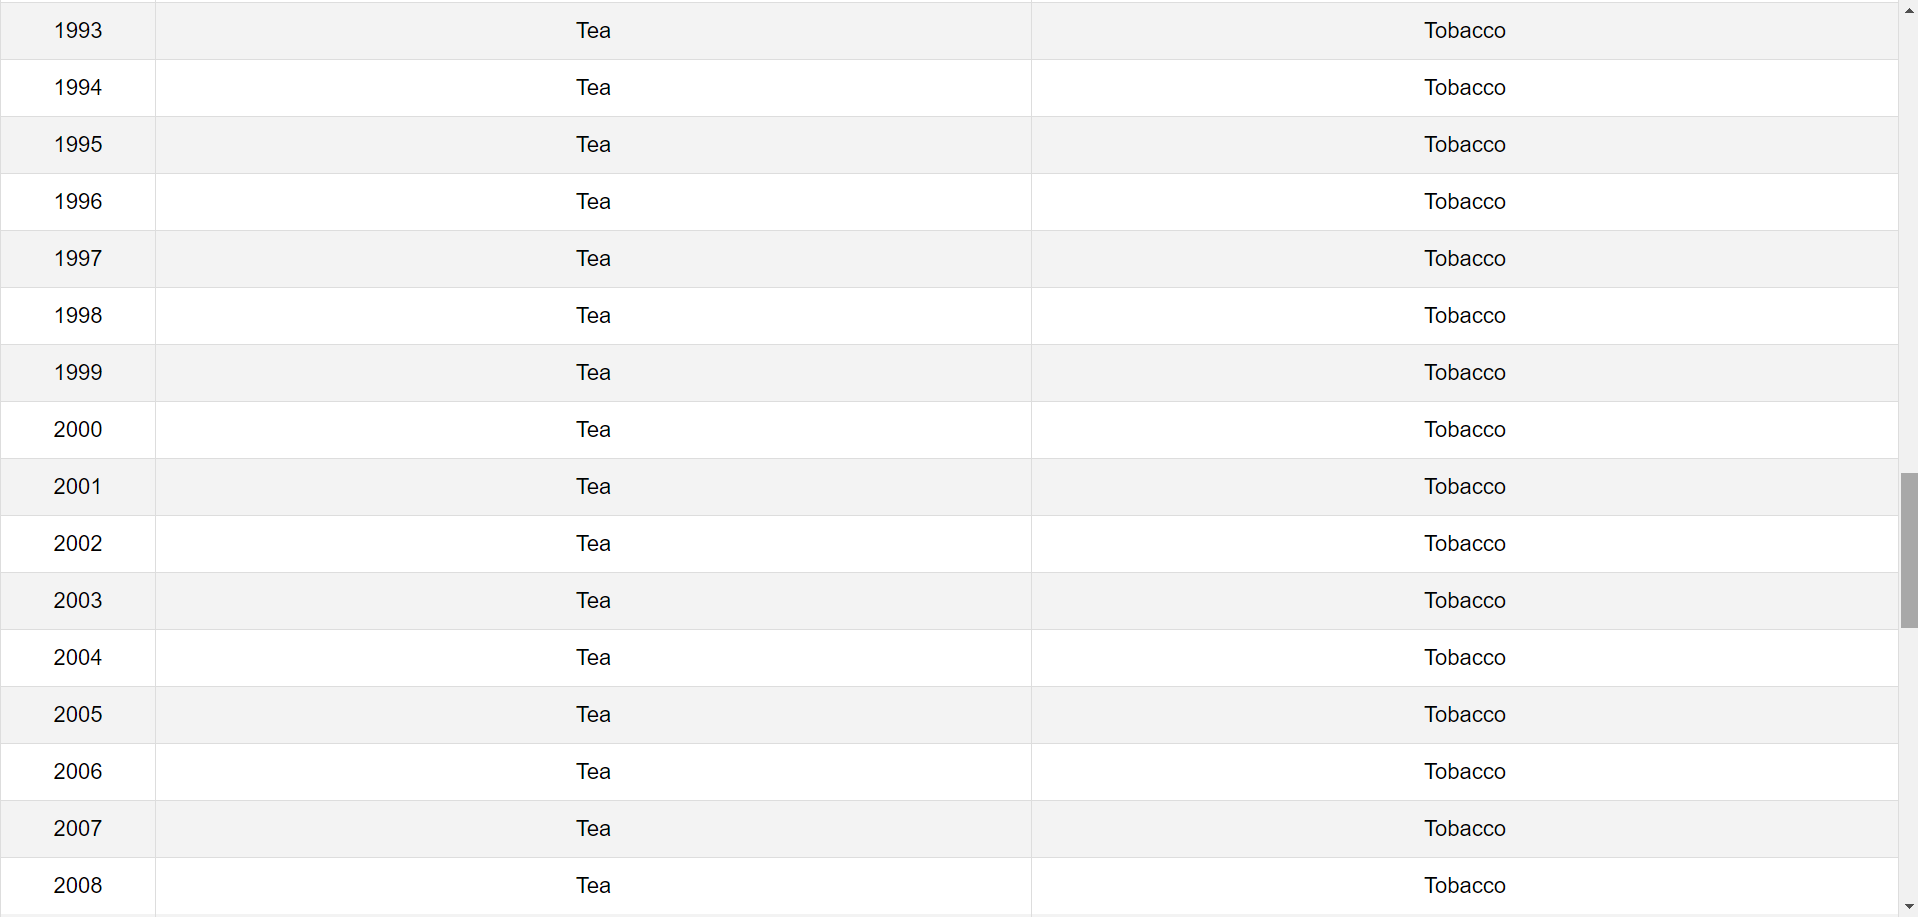 1993 Tea Tobacco
1994 Tea Tobacco
1995 Tea Tobacco
1996 Tea Tobacco
1997 Tea Tobacco
1998 Tea Tobacco
1999 Tea Tobacco
2000 Tea Tobacco
2001 Tea Tobacco
2002 Tea Tobacco
2003 Tea Tobacco
2004 Tea Tobacco
2005 Tea Tobacco
2006 Tea Tobacco
2007 Tea Tobacco
2008 Tea Tobacco